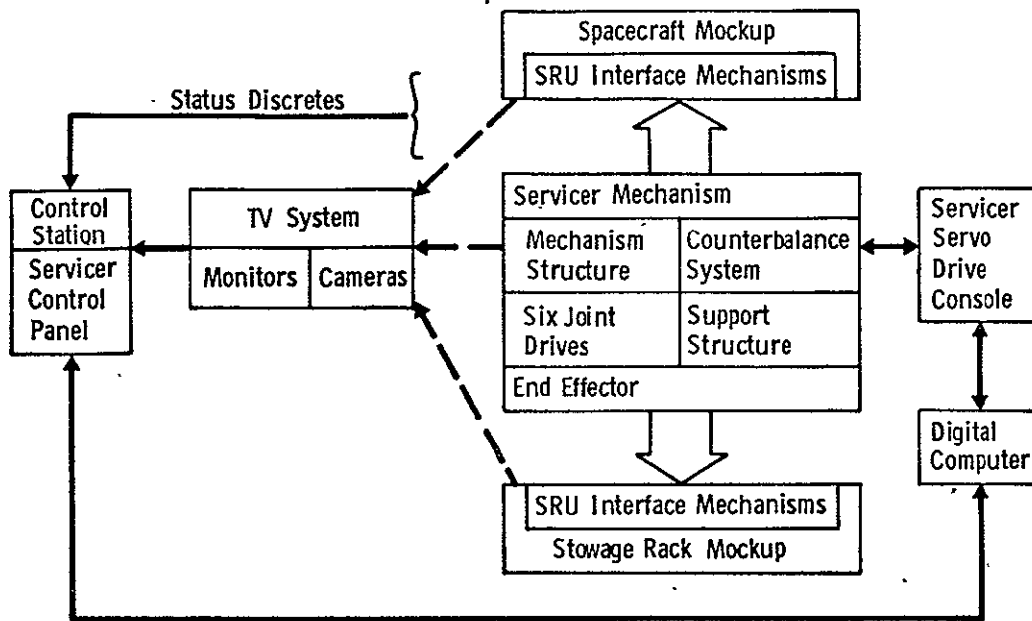 Spacecraft Mockup
SRU Interface Mechanisms
Status Discretes
Control
Station
Servicer
Control
Panel
TV System
Monitors
Cameras
Servicer Mechanism
Mechanism
Structure
Counterbalance
System
Six Joint
Drives
Support
Structure
End Effector
Servicer
Servo
Drive
Console
Digital
Computer
SRU Interface Mechanisms
Stowage Rack Mockup